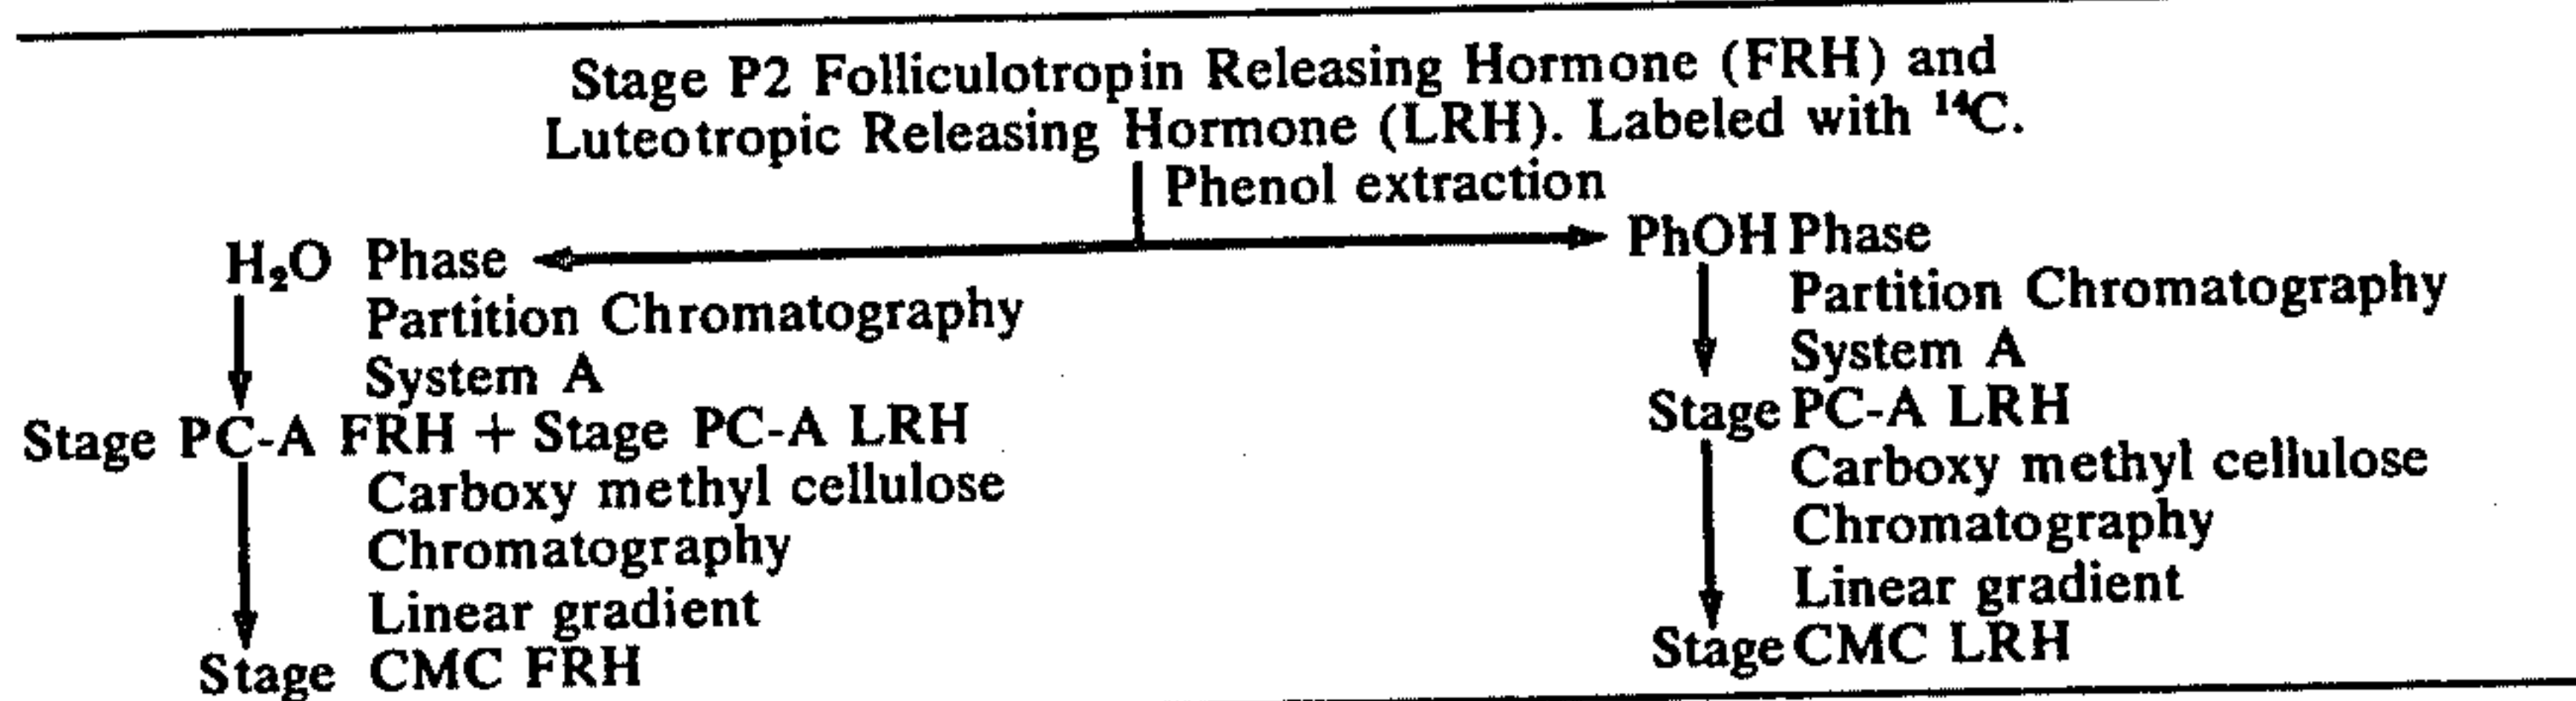 Stage P2 Folliculotropin Releasing Hormone (FRH) and
Luteotropic Releasing Hormone (LRH). Labeled with ¹⁴C.
Phenol extraction
H₂O Phase
Partition Chromatography
System A
Stage PC-A FRH + Stage PC-A LRH
Carboxy methyl cellulose
Chromatography
Linear gradient
Stage CMC FRH
PhOH Phase
Partition Chromatography
System A
Stage PC-A LRH
Carboxy methyl cellulose
Chromatography
Linear gradient
Stage CMC LRH